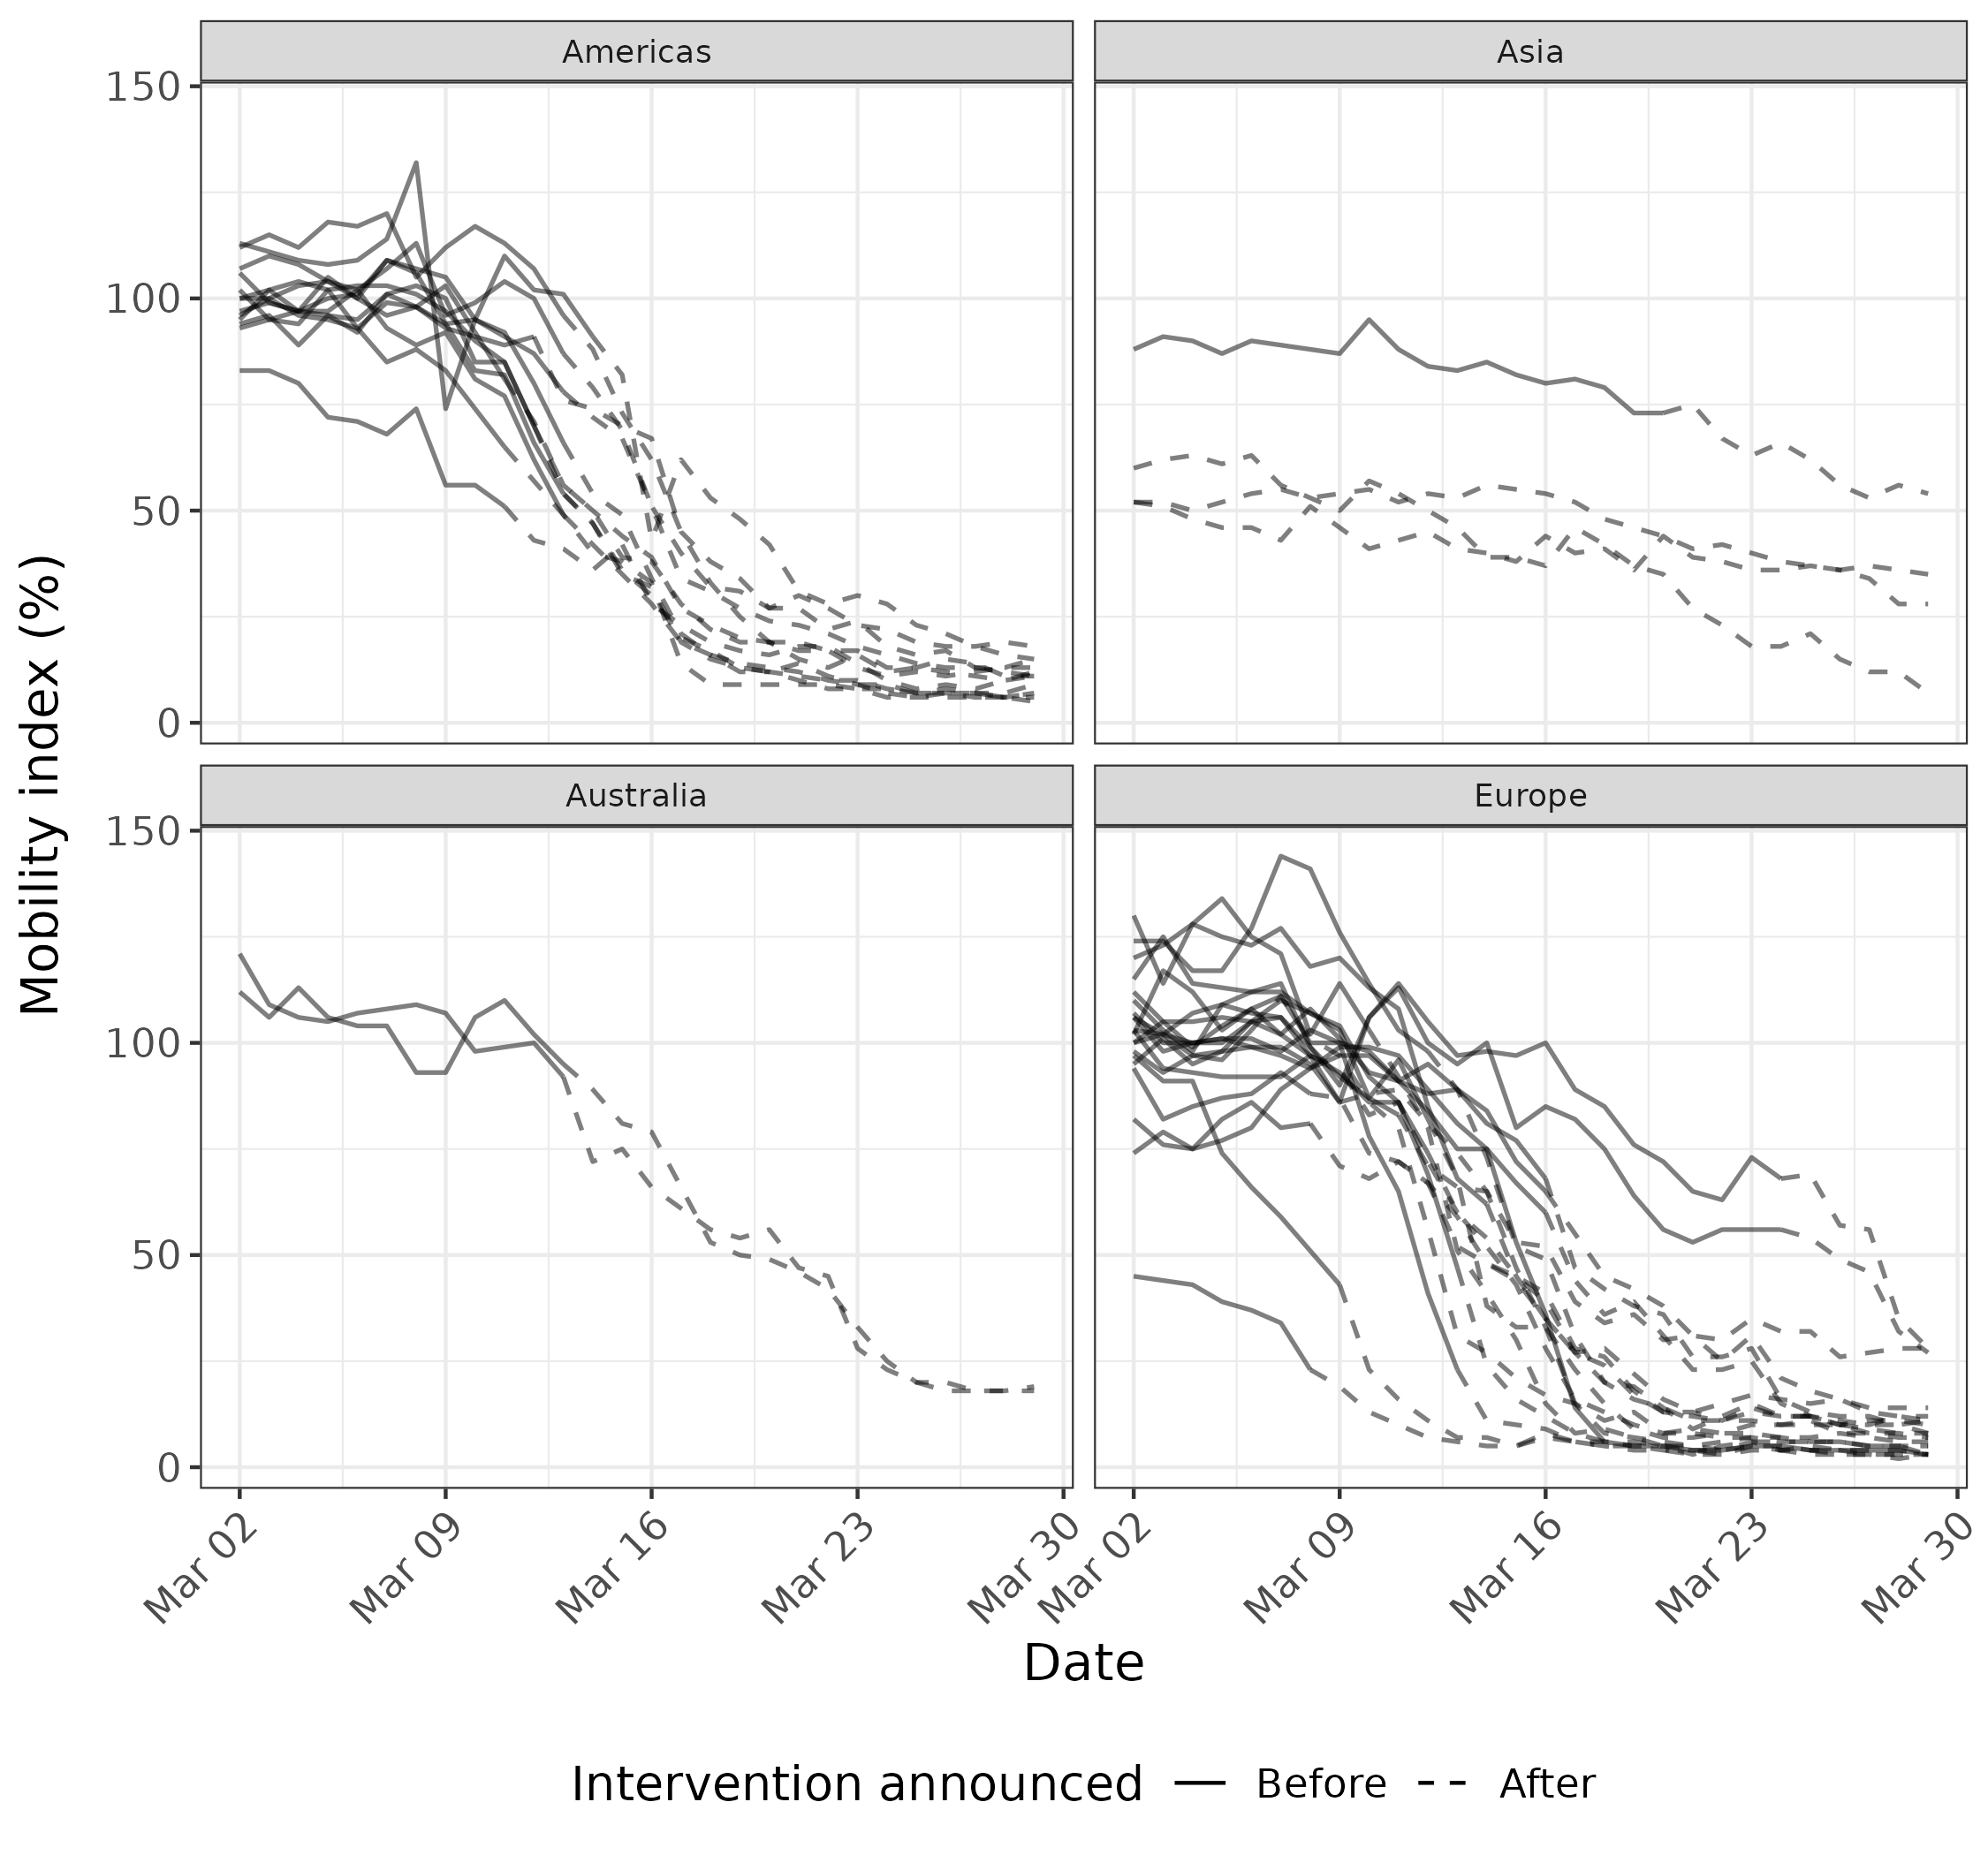 Americas
Asia
150
100
50
0
Australia
Europe
150
100
50
0
Mobility index (%)
Mar 02
Mar 09
Mar 16
Mar 23
Mar 30
Mar 02
Mar 09
Mar 16
Mar 23
Mar 30
Date
Intervention announced
Before
After